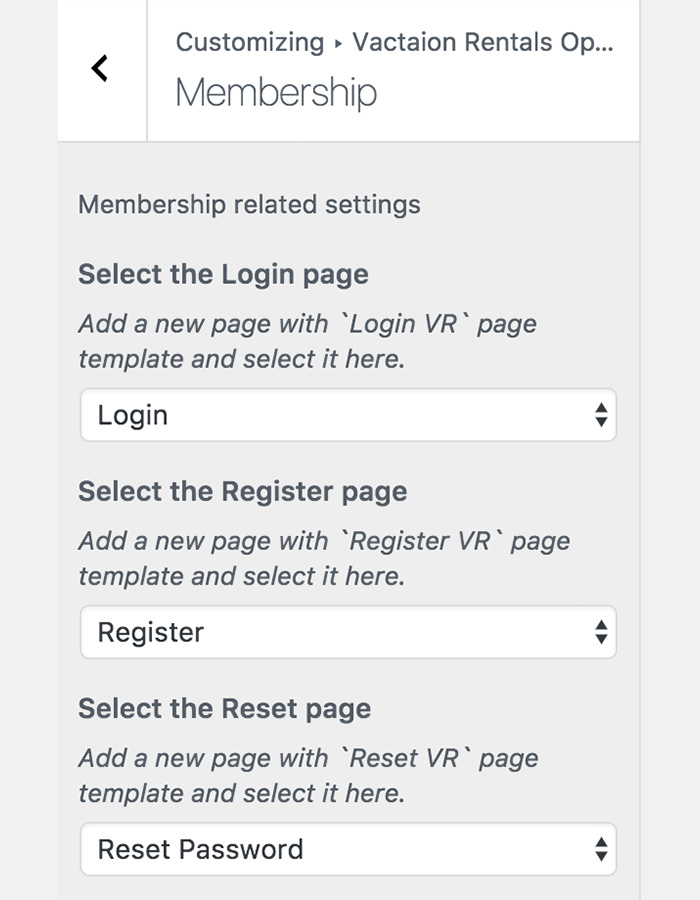 Customizing ▸ Vactaion Rentals Op...
Membership
Membership related settings
Select the Login page
Add a new page with `Login VR` page
template and select it here.
Login
Select the Register page
Add a new page with `Register VR` page
template and select it here.
Register
Select the Reset page
Add a new page with `Reset VR` page
template and select it here.
Reset Password